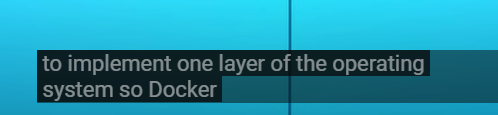 to implement one layer of the operating
system so Docker